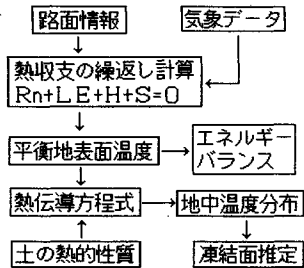 路面情報
気象データ
熱収支の繰返し計算
Rn+LE+H+S=0
平衡地表面温度
エネルギー
バランス
熱伝導方程式
地中温度分布
土の熱的性質
凍結面推定